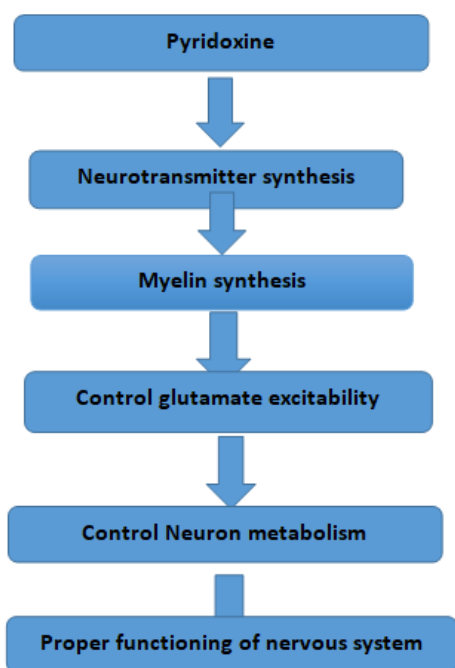 Pyridoxine
Neurotransmitter synthesis
Myelin synthesis
Control glutamate excitability
Control Neuron metabolism
Proper functioning of nervous system